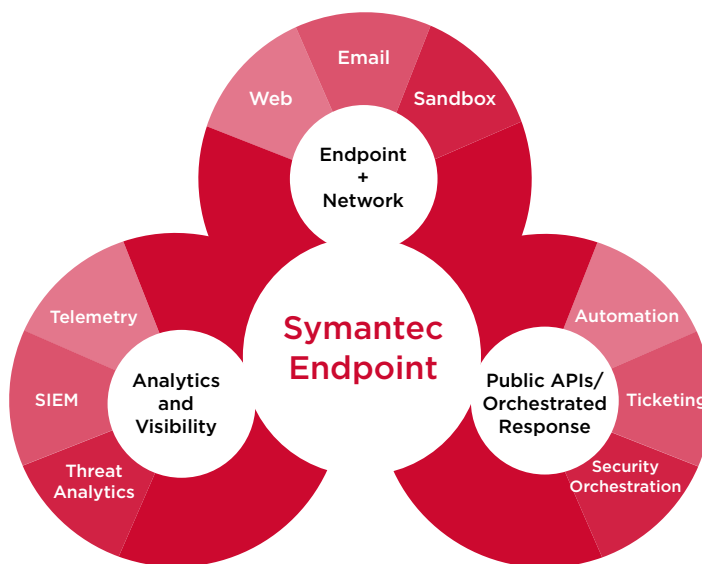 Email
Web
Sandbox
Endpoint
+
Network
Symantec
Endpoint
Telemetry
SIEM
Threat
Analytics
Analytics
and
Visibility
Public APIs/
Orchestrated
Response
Automation
Ticketing
Security
Orchestration